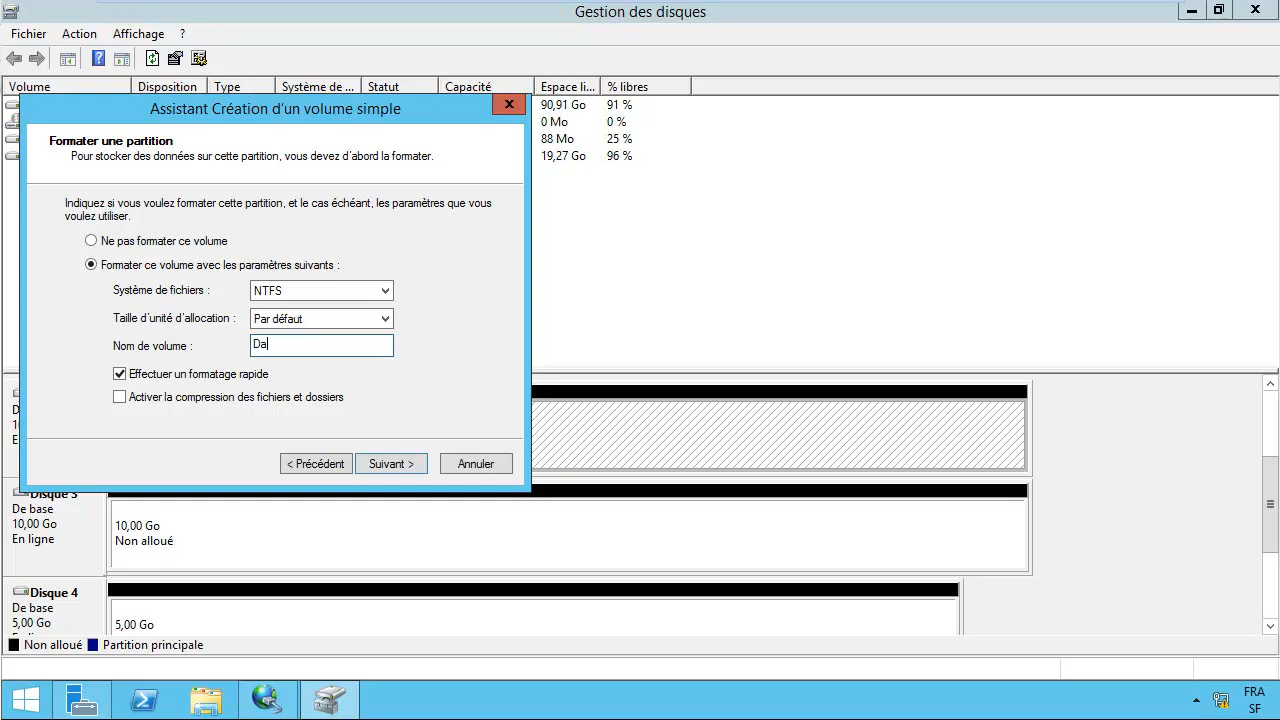 Gestion des disques
Fichier Action Affichage ?
Volume Disposition Type Système de ... Statut Capacité Espace li... % libres
90,91 Go 91 %
0 Mo 0 %
88 Mo 25 %
19,27 Go 96 %
Assistant Création d'un volume simple
Formater une partition
Pour stocker des données sur cette partition, vous devez d'abord la formater.
Indiquez si vous voulez formater cette partition, et le cas échéant, les paramètres que vous
voulez utiliser.
Ne pas formater ce volume
Formater ce volume avec les paramètres suivants :
Système de fichiers : NTFS
Taille d'unité d'allocation : Par défaut
Nom de volume : Da
Effectuer un formatage rapide
Activer la compression des fichiers et dossiers
< Précédent Suivant > Annuler
Disque 3
De base
10,00 Go
En ligne
10,00 Go
Non alloué
Disque 4
De base
5,00 Go
5,00 Go
Non alloué Partition principale
FRA
SF